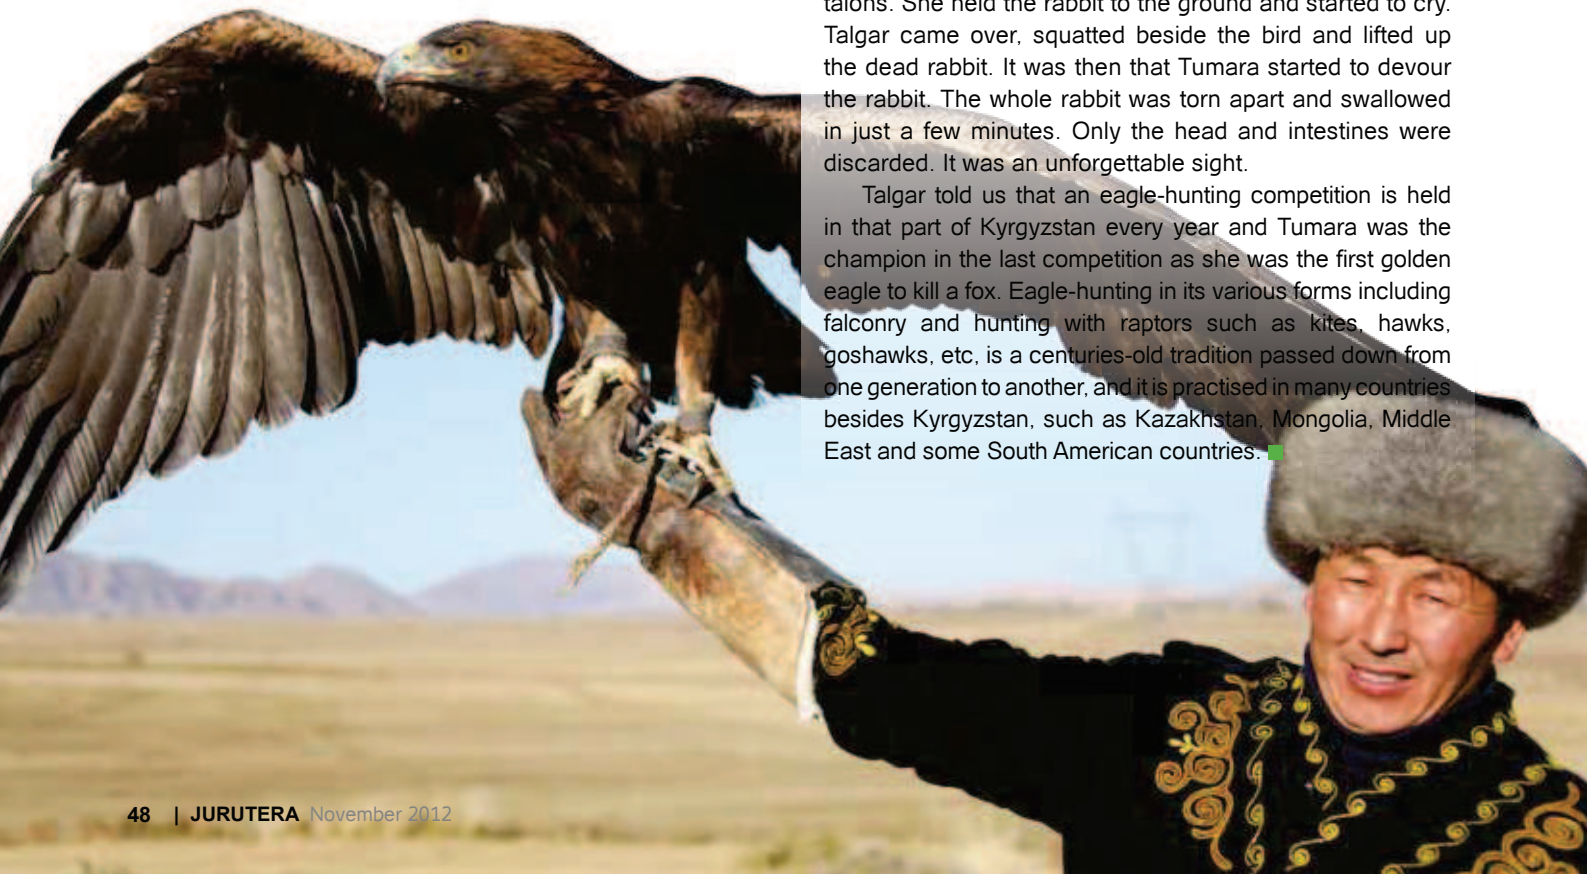 talons. She held the rabbit to the ground and started to cry.
Talgar came over, squatted beside the bird and lifted up
the dead rabbit. It was then that Tumara started to devour
the rabbit. The whole rabbit was torn apart and swallowed
in just a few minutes. Only the head and intestines were
discarded. It was an unforgettable sight.
Talgar told us that an eagle-hunting competition is held
in that part of Kyrgyzstan every year and Tumara was the
champion in the last competition as she was the first golden
eagle to kill a fox. Eagle-hunting in its various forms including
falconry and hunting with raptors such as kites, hawks,
goshawks, etc, is a centuries-old tradition passed down from
one generation to another, and it is practised in many countries
besides Kyrgyzstan, such as Kazakhstan, Mongolia, Middle
East and some South American countries.
48 | JURUTERA November 2012